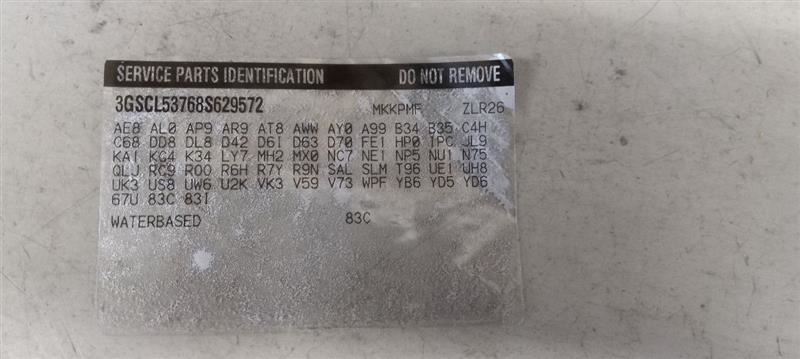 SERVICE PARTS IDENTIFICATION DO NOT REMOVE
3GSCL53768S629572 MKKPMF ZLR26
AE8 AL0 AP9 AR9 AT8 AWW AY0 A99 B34 B35 C4H
C68 DD8 DL8 D42 D6I D63 D70 FE1 HP0 IPC JL9
KA1 KC4 K34 LY7 MH2 MX0 NC7 NE1 NP5 NU1 N75
QLJ RC9 R00 R6H R7Y R9N SAL SLM T96 UE1 UH8
UK3 US8 UW6 U2K VK3 V59 V73 WPF YB6 YD5 YD6
67U 83C 83I
WATERBASED 83C